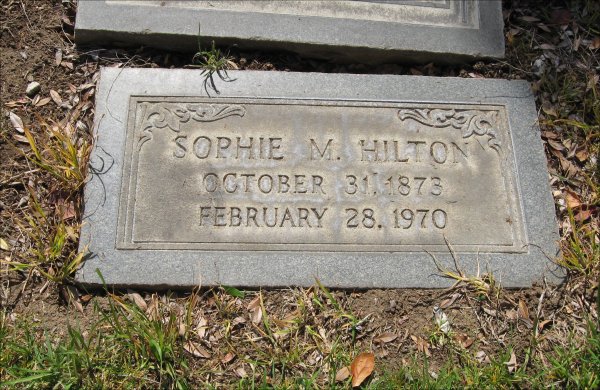 SOPHIE M. HILTON
OCTOBER 31, 1873
FEBRUARY 28, 1970